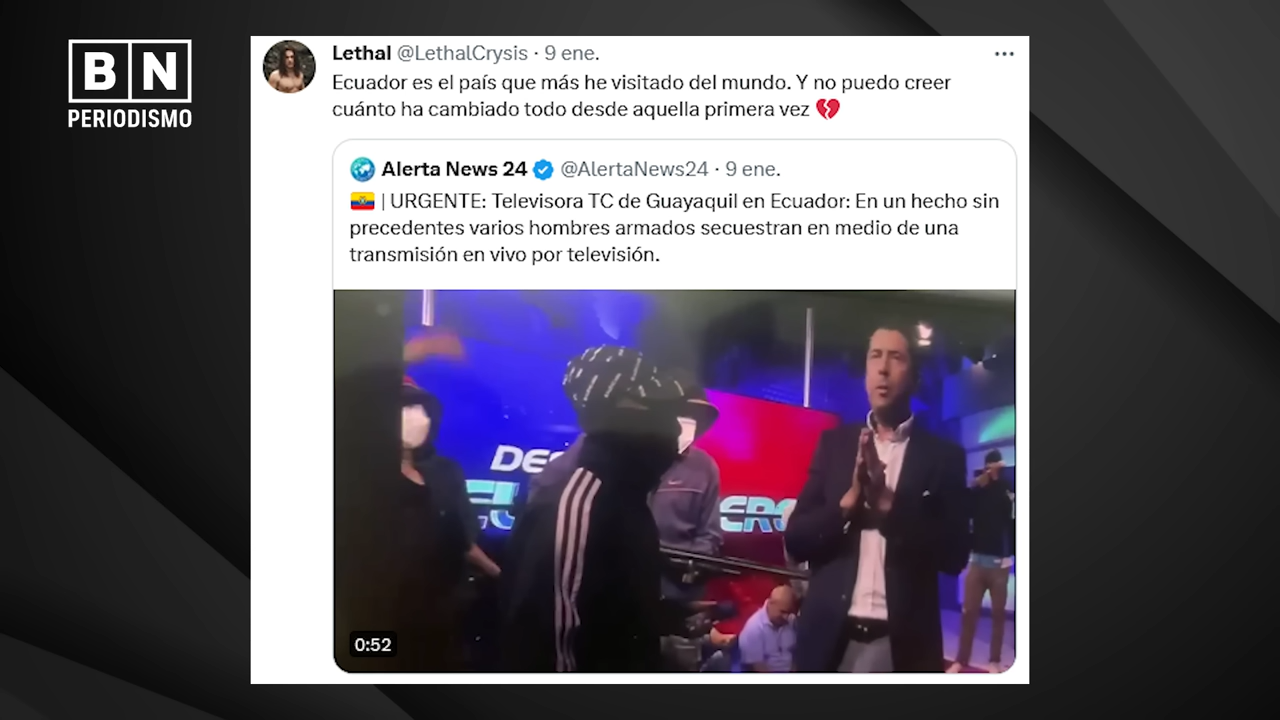 BN
PERIODISMO
Lethal @LethalCrysis · 9 ene.
Ecuador es el país que más he visitado del mundo. Y no puedo creer
cuánto ha cambiado todo desde aquella primera vez 💔
Alerta News 24 @AlertaNews24 · 9 ene.
🇪🇨 | URGENTE: Televisora TC de Guayaquil en Ecuador: En un hecho sin
precedentes varios hombres armados secuestran en medio de una
transmisión en vivo por televisión.
0:52